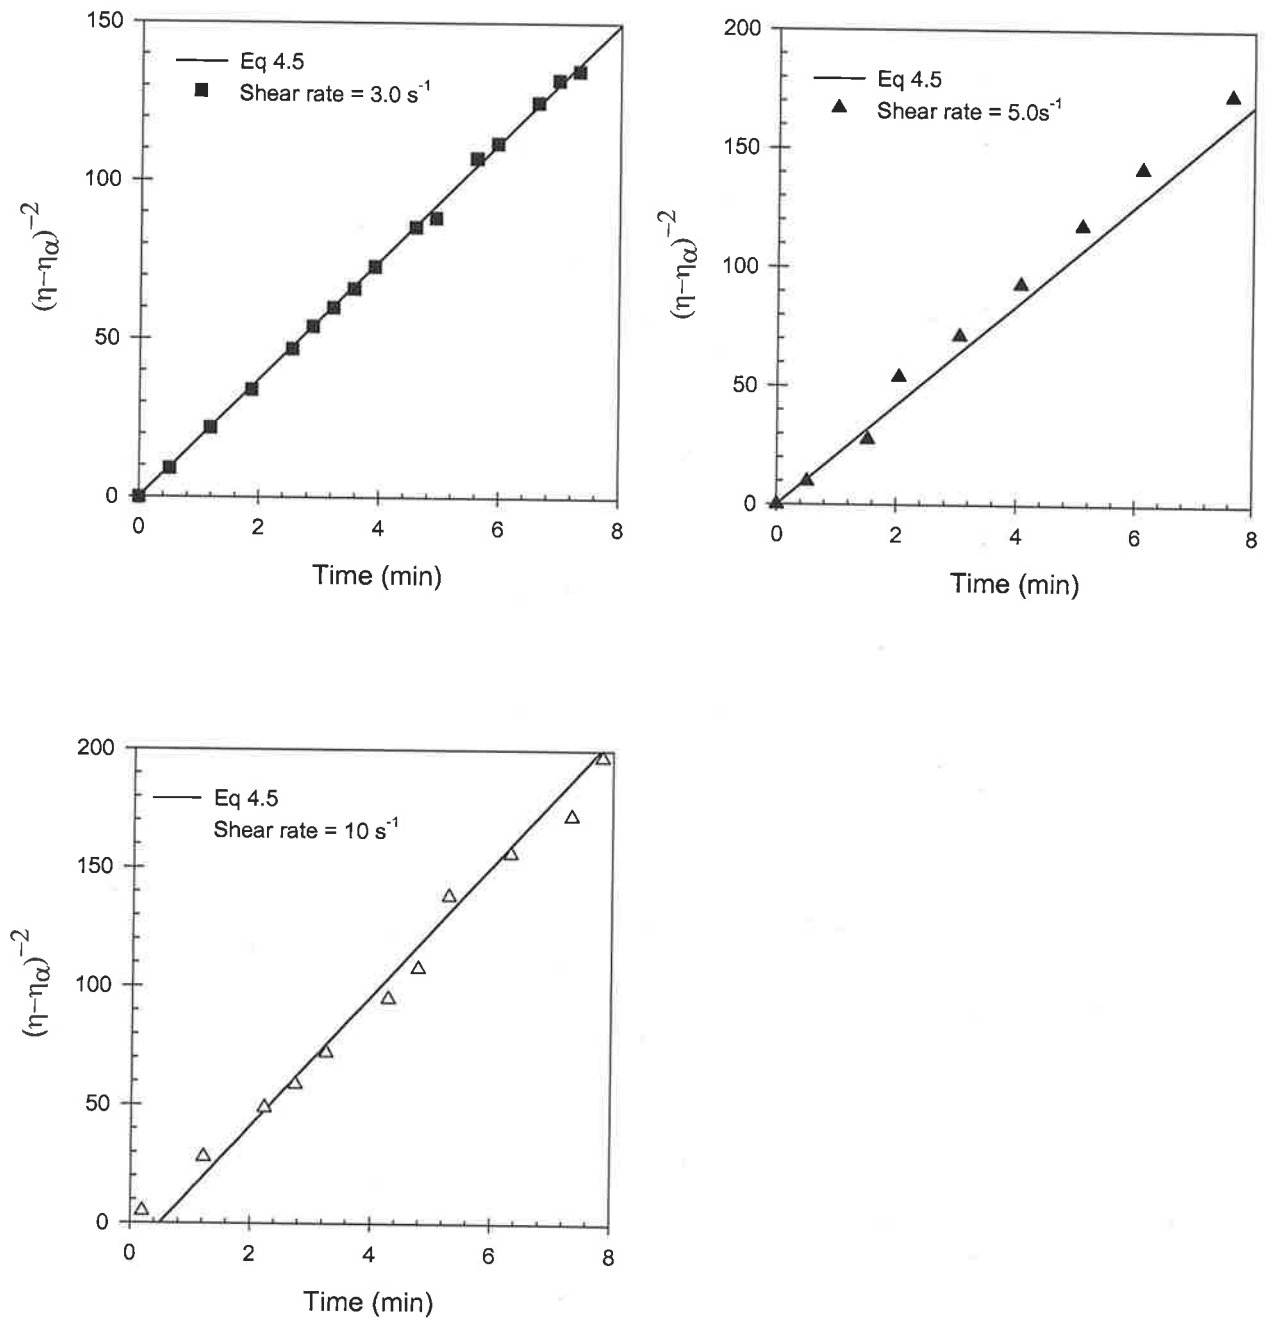 150
Eq 4.5
Shear rate = 3.0 s⁻¹
100
50
0
(η−ηα)⁻²
0 2 4 6 8
Time (min)
200
Eq 4.5
Shear rate = 5.0s⁻¹
150
100
50
0
(η−ηα)⁻²
0 2 4 6 8
Time (min)
200
Eq 4.5
Shear rate = 10 s⁻¹
150
100
50
0
(η−ηα)⁻²
0 2 4 6 8
Time (min)